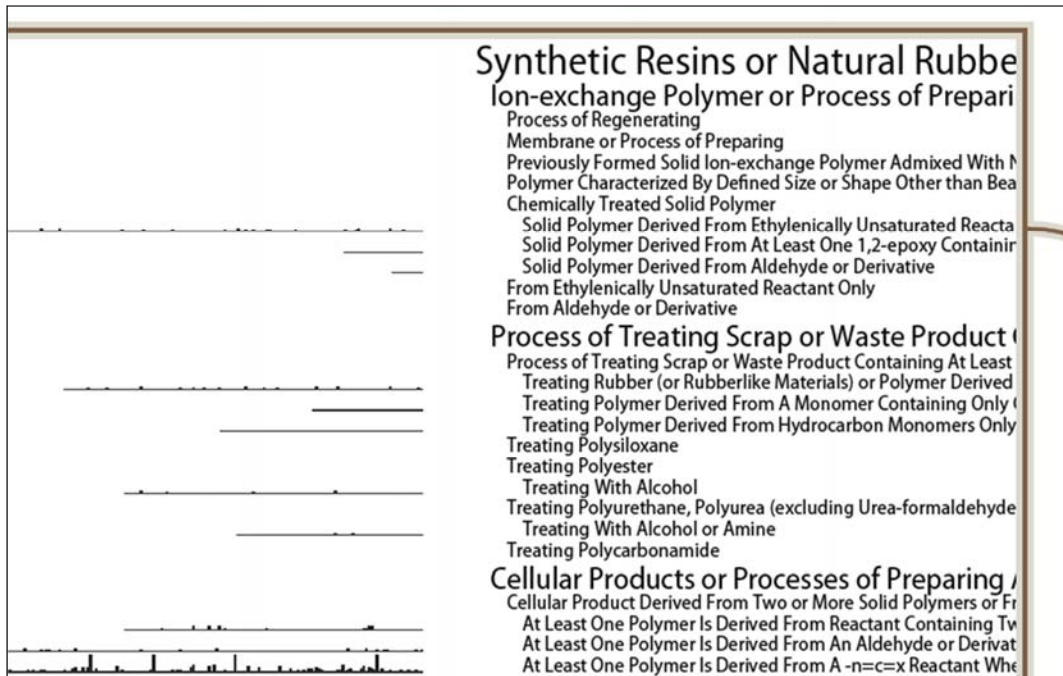 Synthetic Resins or Natural Rubbe
Ion-exchange Polymer or Process of Prepari
Process of Regenerating
Membrane or Process of Preparing
Previously Formed Solid Ion-exchange Polymer Admixed With N
Polymer Characterized By Defined Size or Shape Other than Bea
Chemically Treated Solid Polymer
Solid Polymer Derived From Ethylenically Unsaturated Reacta
Solid Polymer Derived From At Least One 1,2-epoxy Containin
Solid Polymer Derived From Aldehyde or Derivative
From Ethylenically Unsaturated Reactant Only
From Aldehyde or Derivative
Process of Treating Scrap or Waste Product
Process of Treating Scrap or Waste Product Containing At Least
Treating Rubber (or Rubberlike Materials) or Polymer Derived
Treating Polymer Derived From A Monomer Containing Only
Treating Polymer Derived From Hydrocarbon Monomers Only
Treating Polysiloxane
Treating Polyester
Treating With Alcohol
Treating Polyurethane, Polyurea (excluding Urea-formaldehyde
Treating With Alcohol or Amine
Treating Polycarbonamide
Cellular Products or Processes of Preparing
Cellular Product Derived From Two or More Solid Polymers or Fr
At Least One Polymer Is Derived From Reactant Containing Tw
At Least One Polymer Is Derived From An Aldehyde or Derivat
At Least One Polymer Is Derived From A -n=c=x Reactant Whe